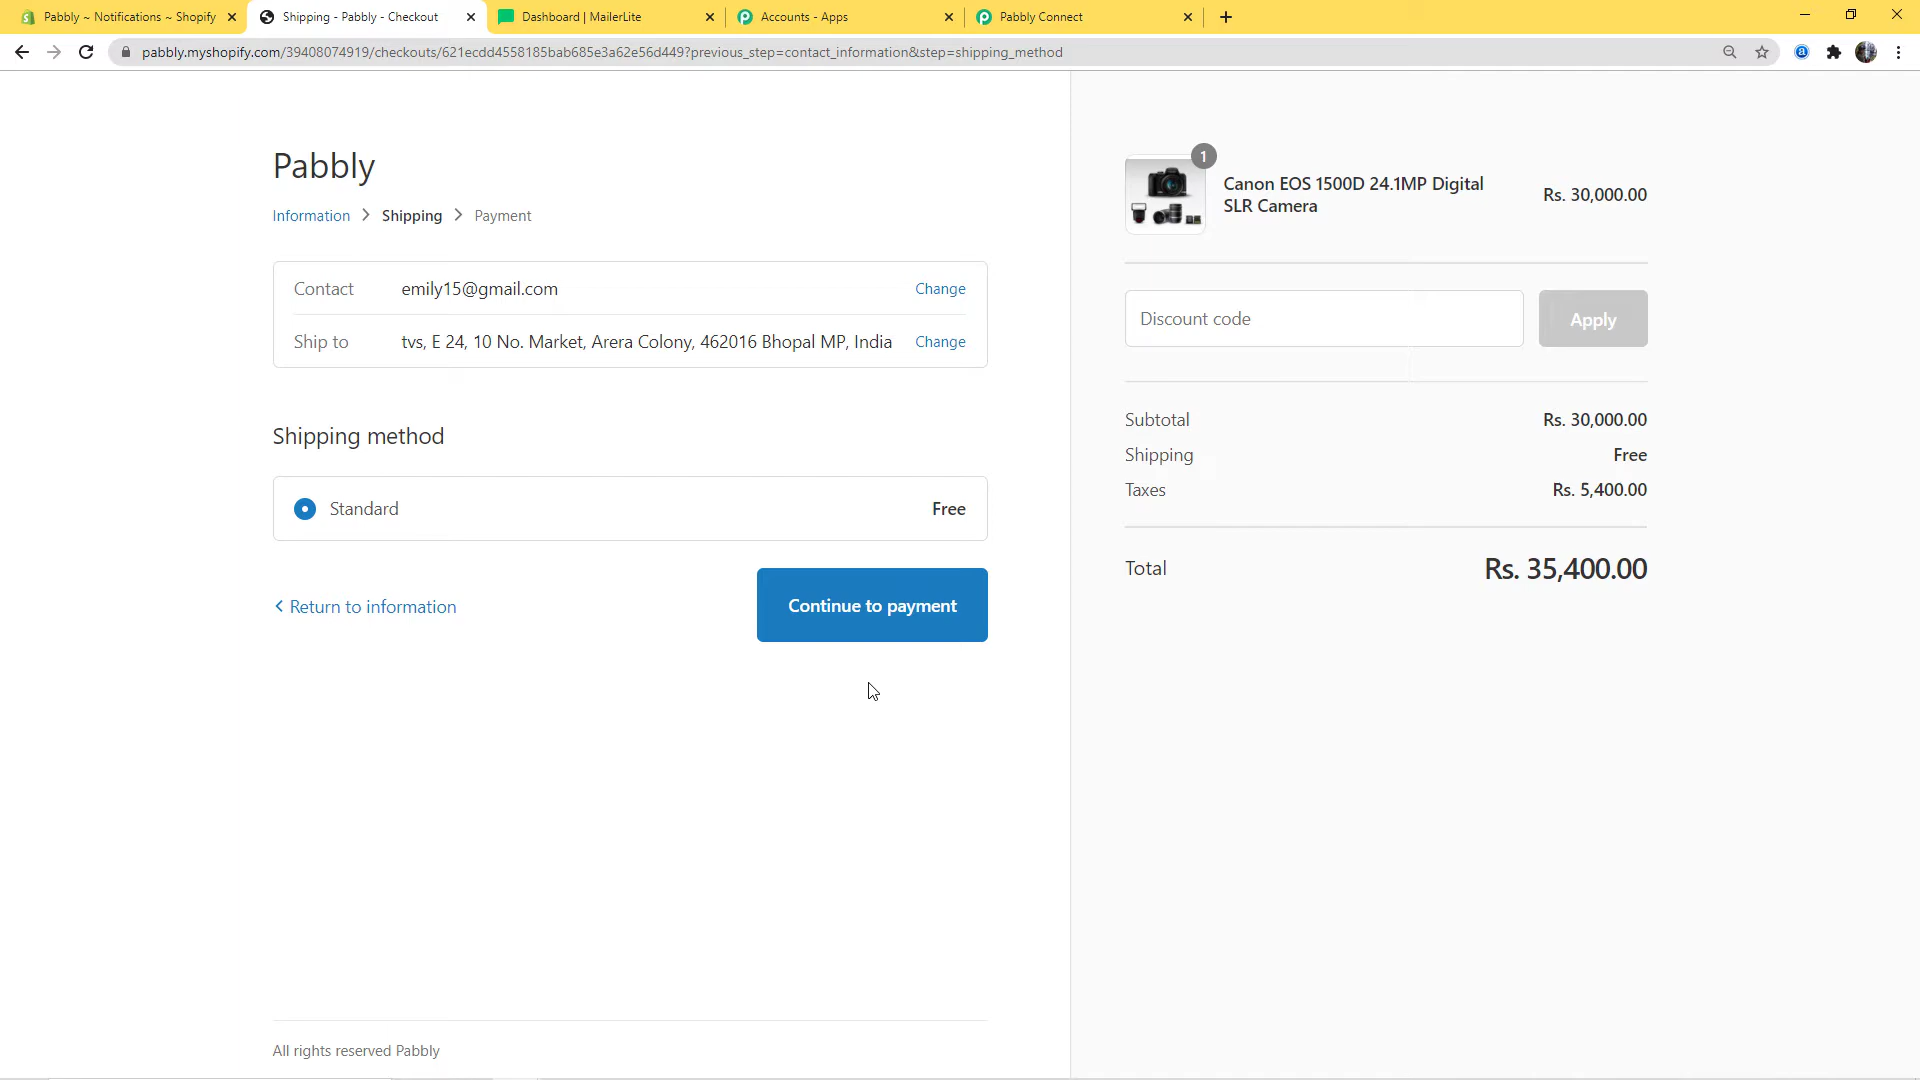 Pabbly ~ Notifications ~ Shopify
Shipping - Pabbly - Checkout
Dashboard | MailerLite
Accounts - Apps
Pabbly Connect
pabbly.myshopify.com/39408074919/checkouts/621ecdd4558185bab685e3a62e56d449?previous_step=contact_information&step=shipping_method
Pabbly
Information > Shipping > Payment
Contact emily15@gmail.com Change
Ship to tvs, E 24, 10 No. Market, Arera Colony, 462016 Bhopal MP, India Change
Shipping method
Standard Free
Return to information
Continue to payment
All rights reserved Pabbly
1
Canon EOS 1500D 24.1MP Digital
SLR Camera
Rs. 30,000.00
Discount code
Apply
Subtotal Rs. 30,000.00
Shipping Free
Taxes Rs. 5,400.00
Total Rs. 35,400.00